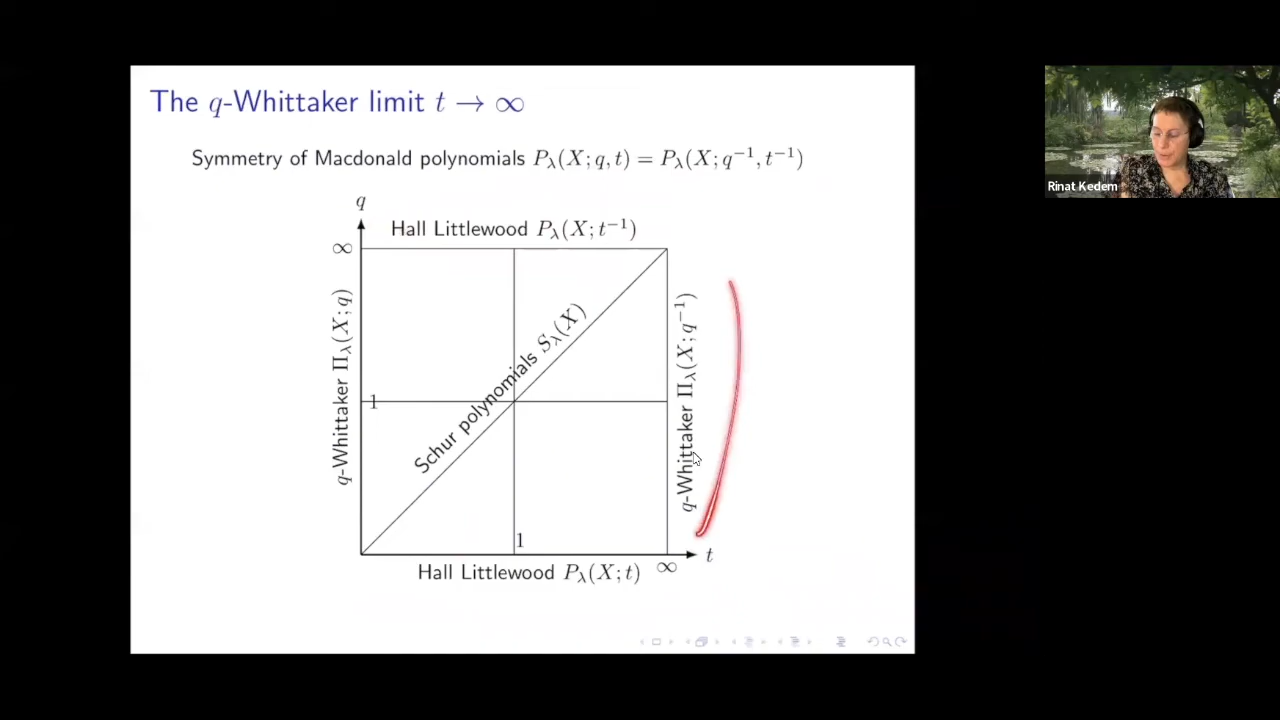 The q-Whittaker limit t → ∞
Symmetry of Macdonald polynomials P_λ(X; q, t) = P_λ(X; q⁻¹, t⁻¹)
q
Hall Littlewood P_λ(X; t⁻¹)
∞
q-Whittaker Π_λ(X; q)
1
Schur polynomials S_λ(X)
q-Whittaker Π_λ(X; q⁻¹)
1
t
Hall Littlewood P_λ(X; t)
∞
Rinat Kedem